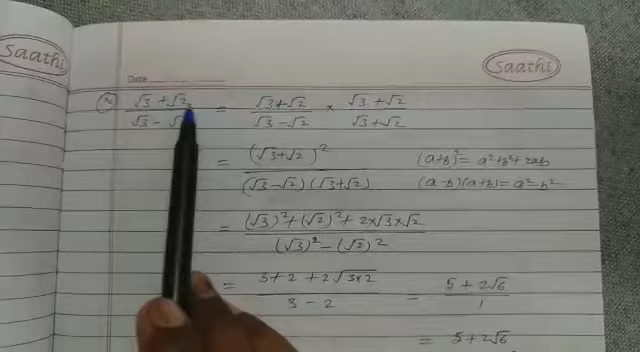 Saathi
Saathi
Date
(√3 + √2)/(√3 - √2) = (√3+√2)/(√3-√2) × (√3+√2)/(√3+√2)
= (√3+√2)²/((√3-√2)(√3+√2))
(a+b)² = a²+b²+2ab
(a-b)(a+b) = a²-b²
= ((√3)²+(√2)²+2×√3×√2)/((√3)²-(√2)²)
= (3+2+2√3×2)/(3-2) = (5+2√6)/1
= 5+2√6